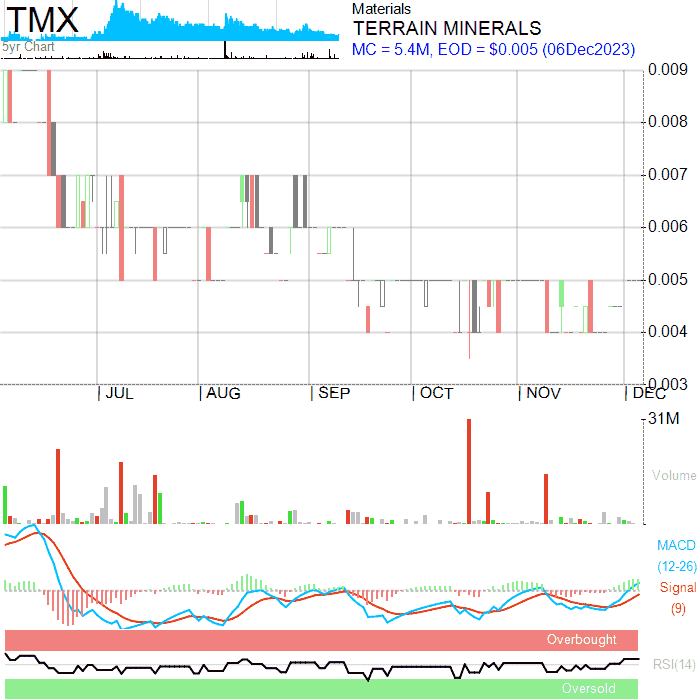 TMX
5yr Chart
Materials
TERRAIN MINERALS
MC = 5.4M, EOD = $0.005 (06Dec2023)
0.009
0.008
0.007
0.006
0.005
0.004
0.003
JUL
AUG
SEP
OCT
NOV
DEC
31M
Volume
MACD
(12-26)
Signal
(9)
Overbought
RSI(14)
Oversold